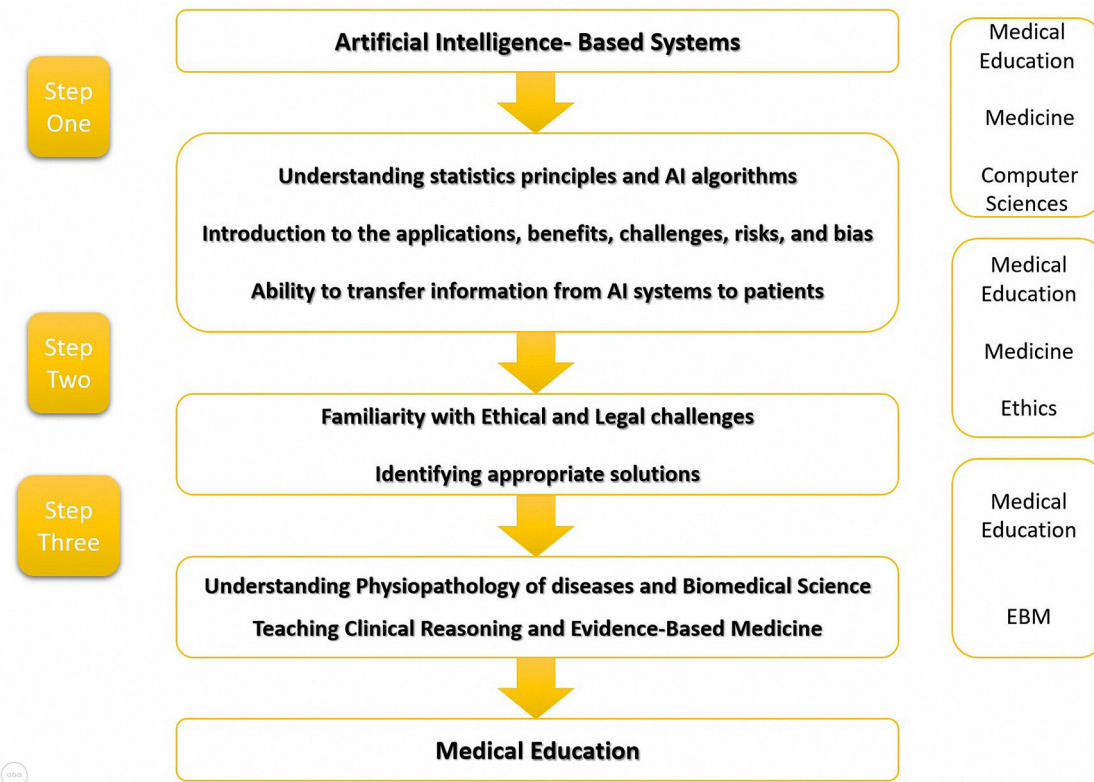 Artificial Intelligence- Based Systems
Step
One
Understanding statistics principles and AI algorithms
Introduction to the applications, benefits, challenges, risks, and bias
Ability to transfer information from AI systems to patients
Medical
Education
Medicine
Computer
Sciences
Step
Two
Familiarity with Ethical and Legal challenges
Identifying appropriate solutions
Medical
Education
Medicine
Ethics
Step
Three
Understanding Physiopathology of diseases and Biomedical Science
Teaching Clinical Reasoning and Evidence-Based Medicine
Medical
Education
EBM
Medical Education